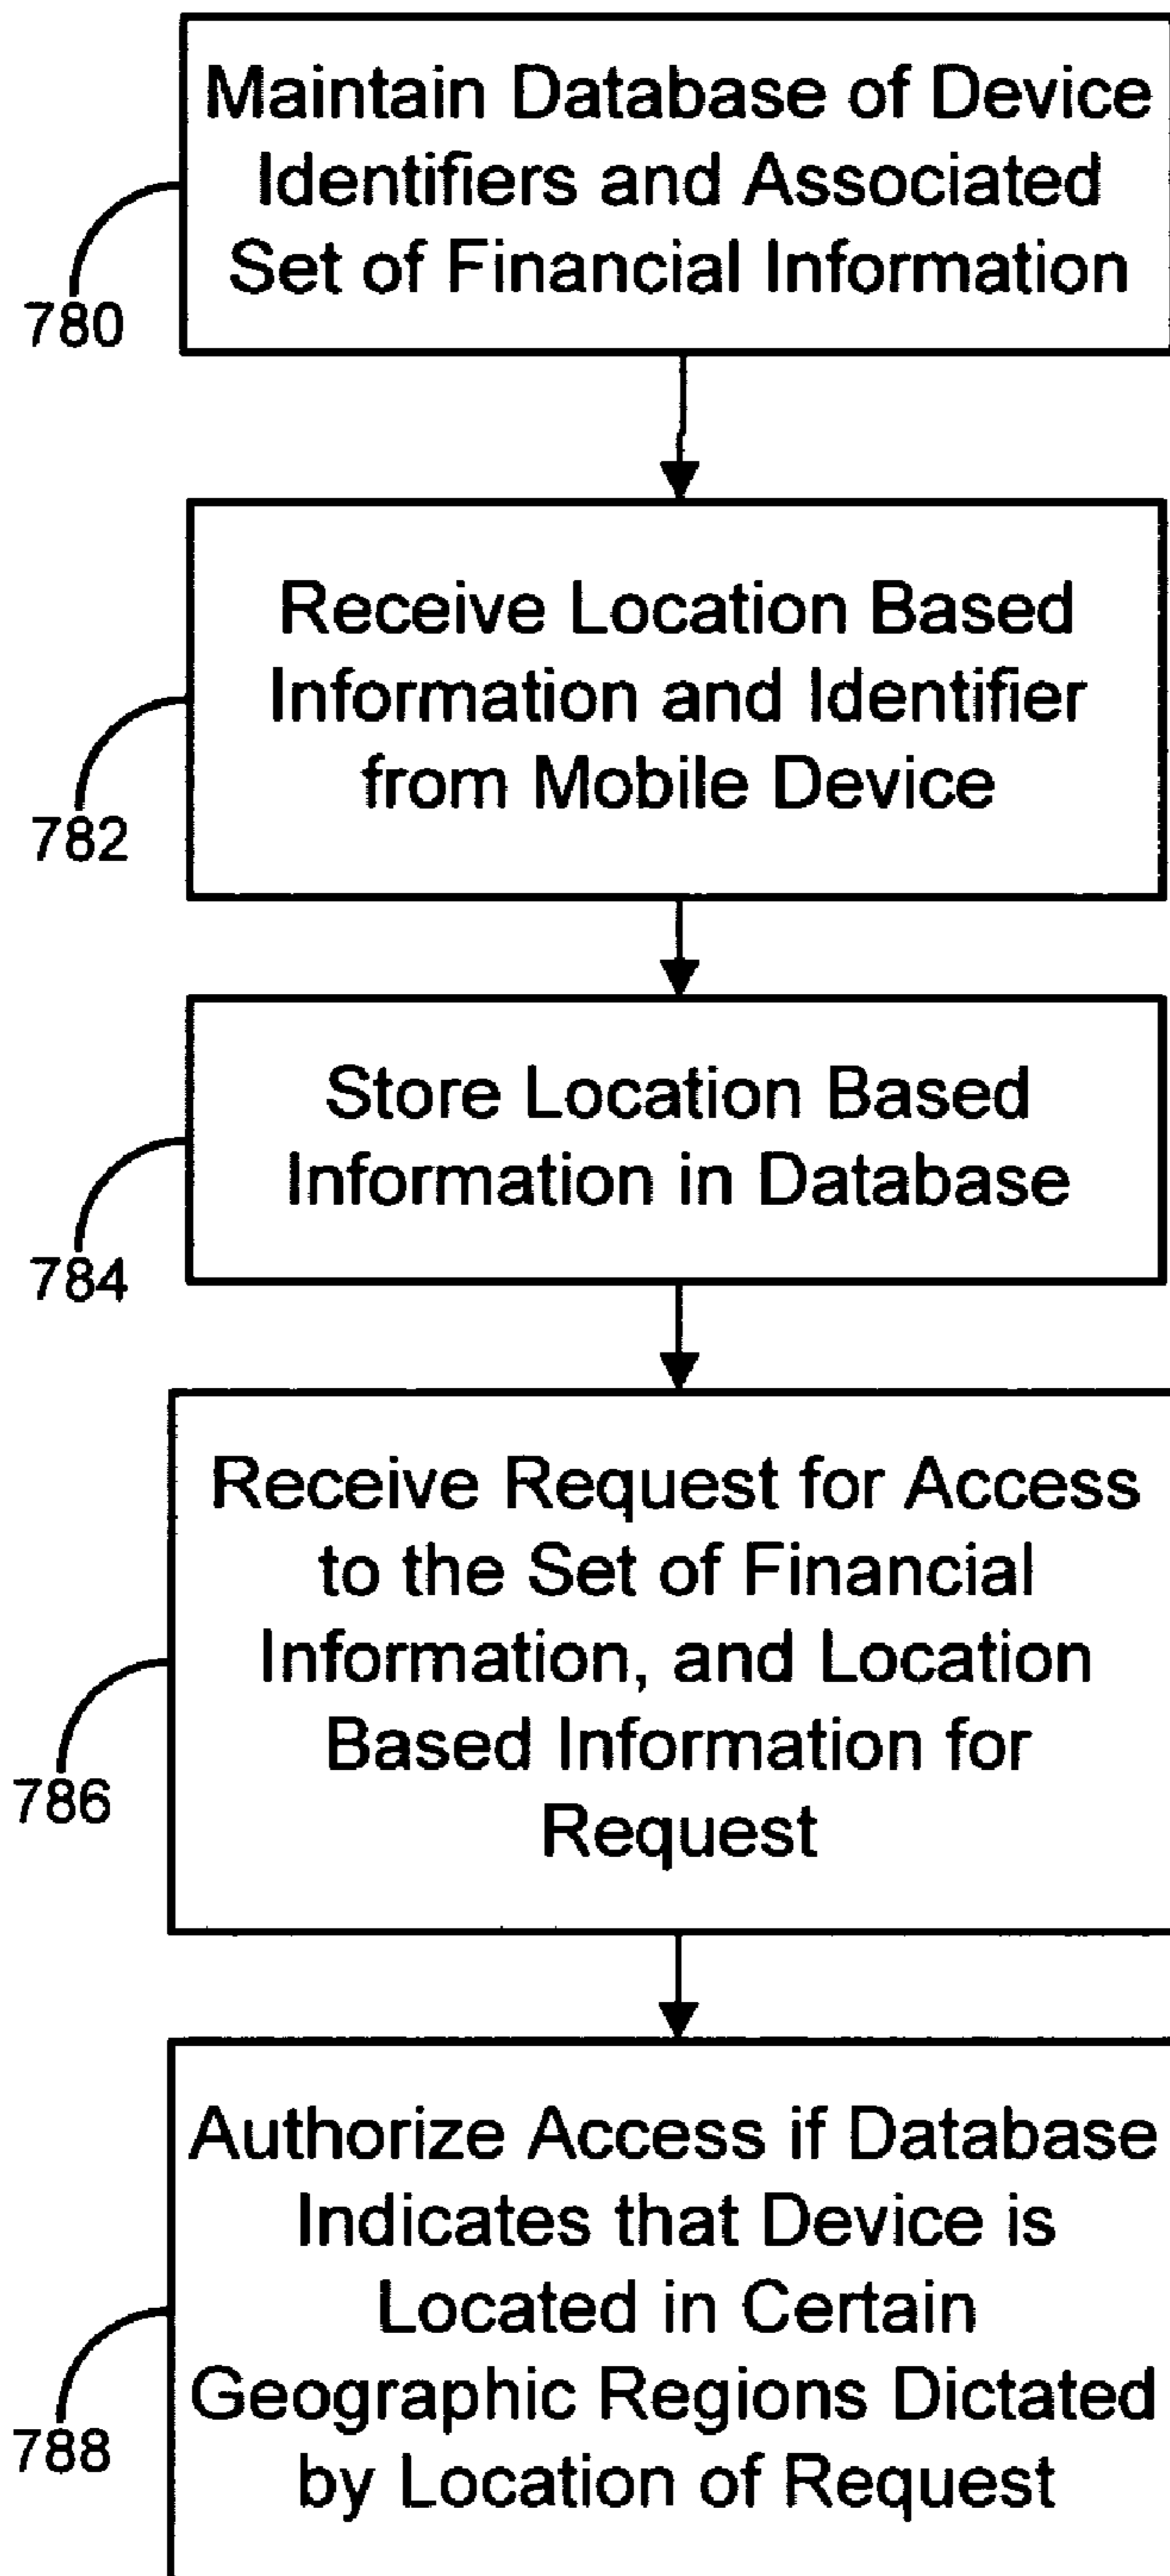 Maintain Database of Device
Identifiers and Associated
Set of Financial Information
780
Receive Location Based
Information and Identifier
from Mobile Device
782
Store Location Based
Information in Database
784
Receive Request for Access
to the Set of Financial
Information, and Location
Based Information for
Request
786
Authorize Access if Database
Indicates that Device is
Located in Certain
Geographic Regions Dictated
by Location of Request
788